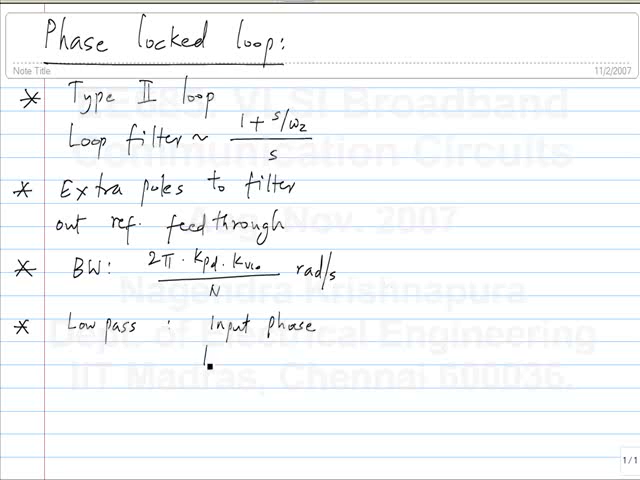 Phase locked loop:
Note Title
11/2/2007
* Type II loop
Loop filter ~ (1 + s/ω₂)/s
* Extra poles to filter
out ref. feedthrough
* BW: 2π · Kpd · Kvco / N rad/s
* Low pass : Input phase
VLSI Broadband
Communication Circuits
Aug.-Nov. 2007
Nagendra Krishnapura
Dept. of Electrical Engineering
IIT Madras, Chennai 600036.
1/1